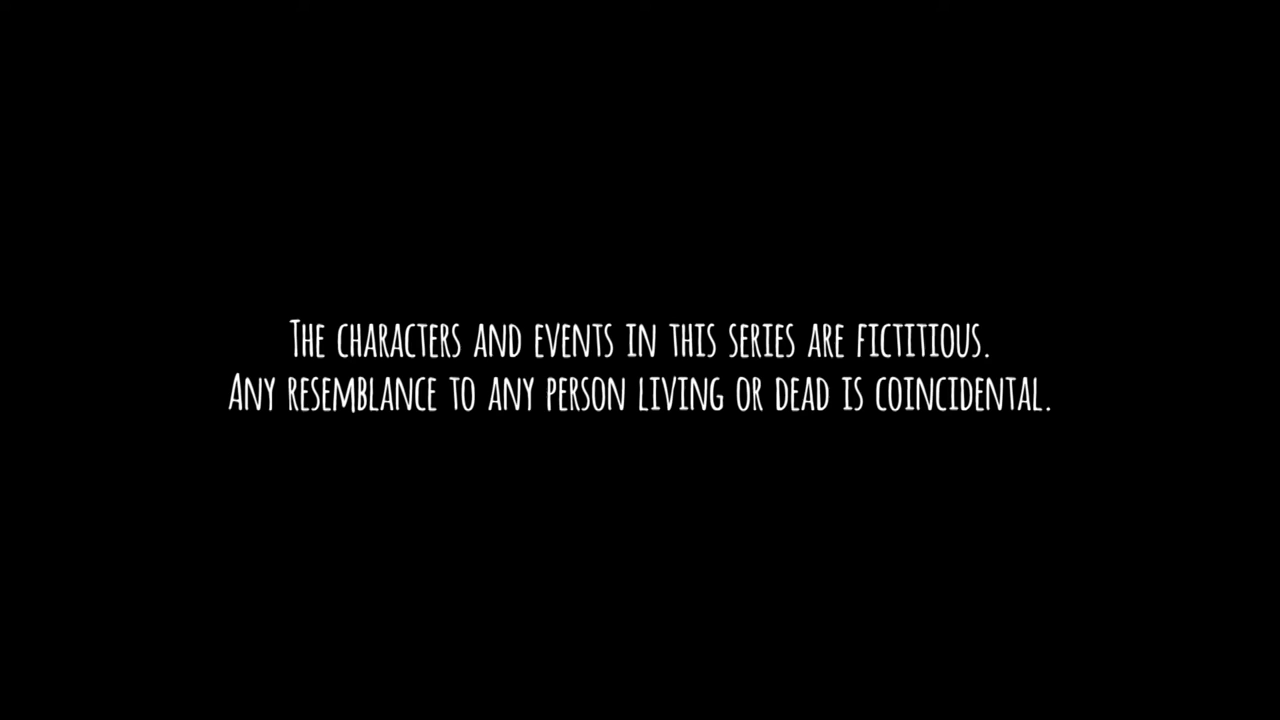 The characters and events in this series are fictitious.
Any resemblance to any person living or dead is coincidental.